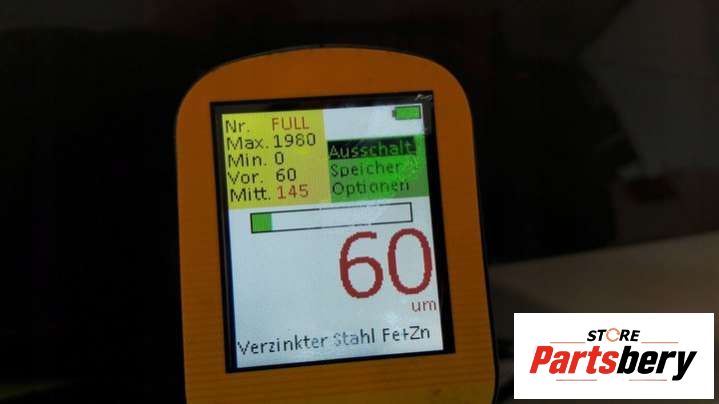 Nr. FULL
Max. 1980
Min. 0
Vor. 60
Mitt. 145
Ausschalt
Speicher
Optionen
60
um
Verzinkter Stahl Fe+Zn
STORE
Partsbery